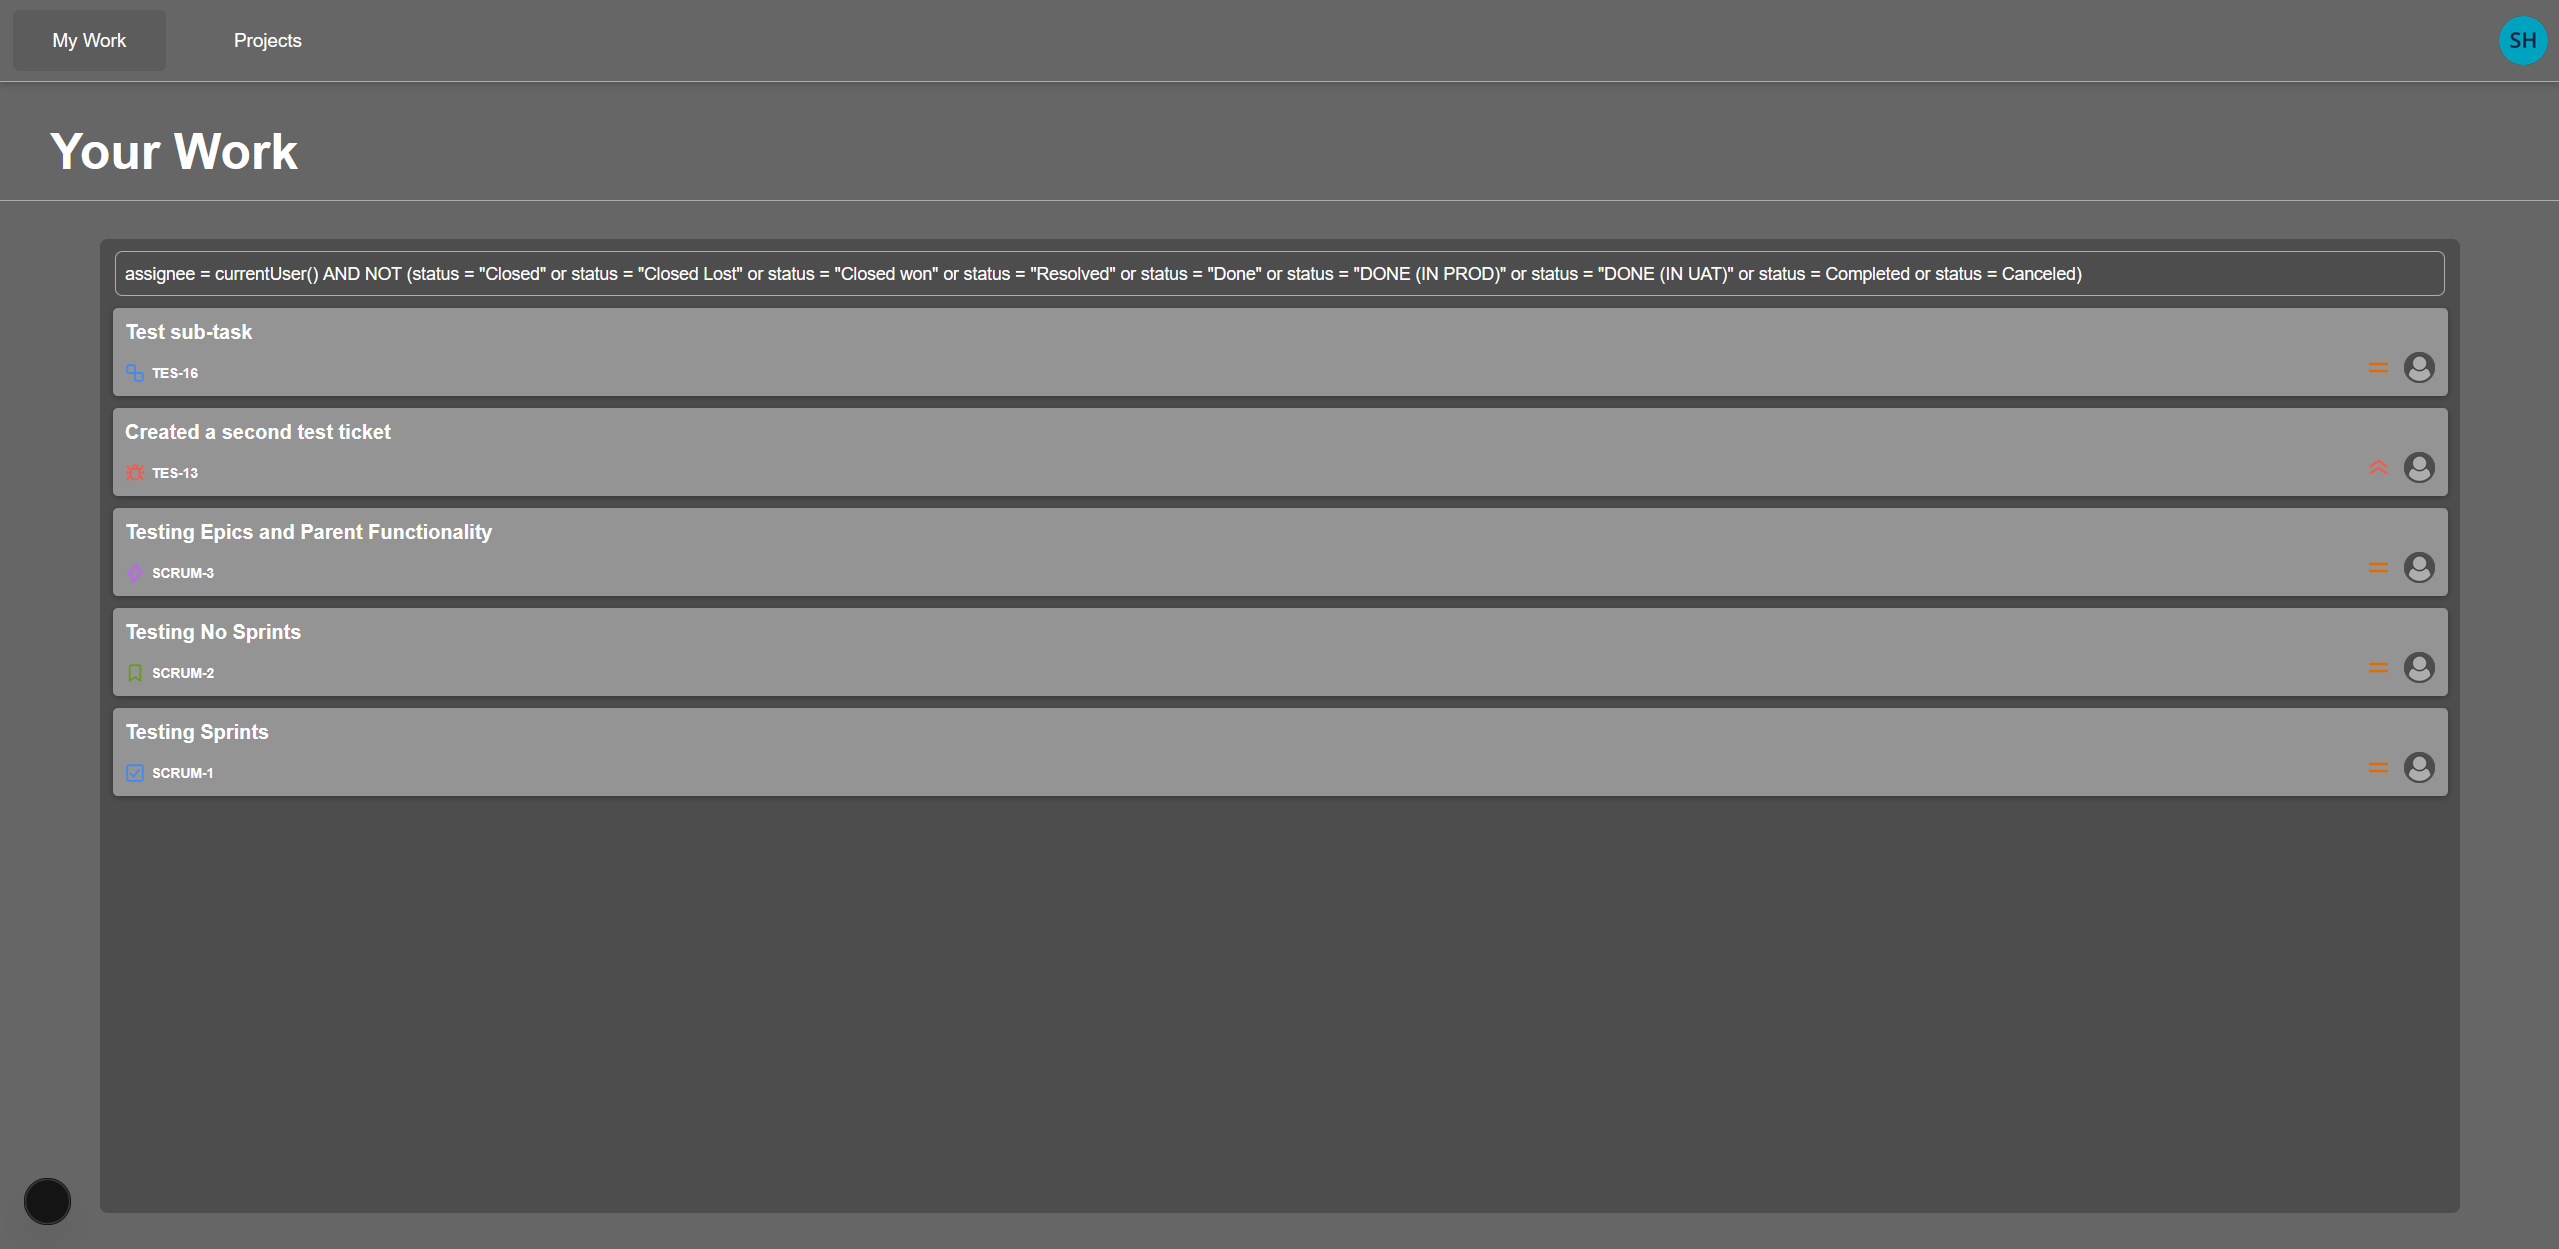 My Work
Projects
SH
Your Work
assignee = currentUser() AND NOT (status = "Closed" or status = "Closed Lost" or status = "Closed won" or status = "Resolved" or status = "Done" or status = "DONE (IN PROD)" or status = "DONE (IN UAT)" or status = Completed or status = Canceled)
Test sub-task
TES-16
Created a second test ticket
TES-13
Testing Epics and Parent Functionality
SCRUM-3
Testing No Sprints
SCRUM-2
Testing Sprints
SCRUM-1